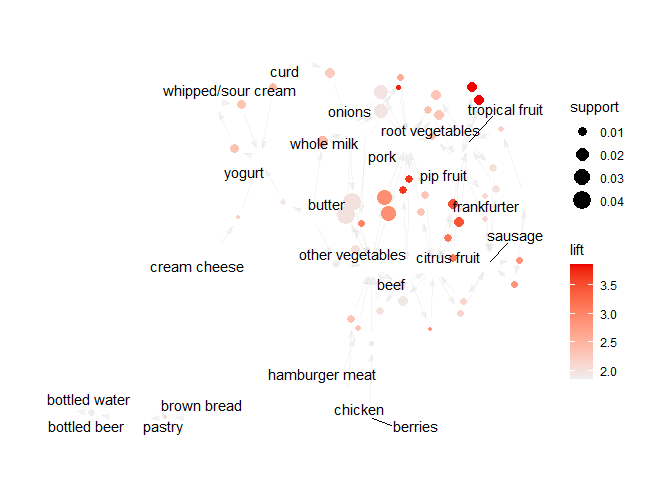 curd
whipped/sour cream
onions
tropical fruit
root vegetables
whole milk
pork
yogurt
pip fruit
butter
frankfurter
sausage
other vegetables
citrus fruit
cream cheese
beef
hamburger meat
bottled water
brown bread
chicken
bottled beer
pastry
berries
support
0.01
0.02
0.03
0.04
lift
3.5
3.0
2.5
2.0